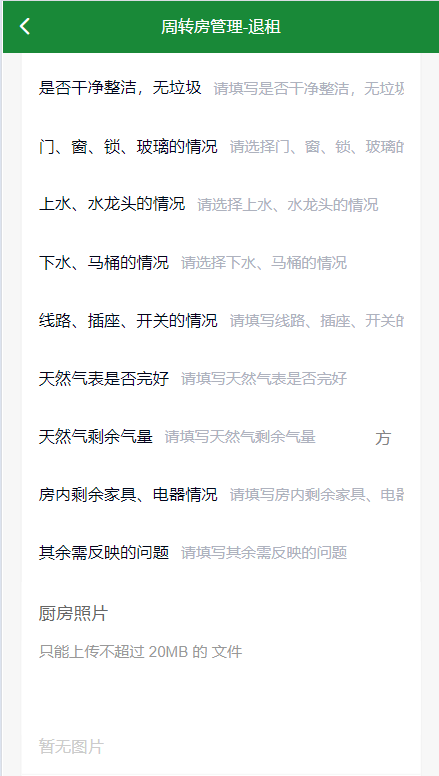 周转房管理-退租
是否干净整洁，无垃圾 请填写是否干净整洁，无垃圾
门、窗、锁、玻璃的情况 请选择门、窗、锁、玻璃的
上水、水龙头的情况 请选择上水、水龙头的情况
下水、马桶的情况 请选择下水、马桶的情况
线路、插座、开关的情况 请填写线路、插座、开关的
天然气表是否完好 请填写天然气表是否完好
天然气剩余气量 请填写天然气剩余气量 方
房内剩余家具、电器情况 请填写房内剩余家具、电器
其余需反映的问题 请填写其余需反映的问题
厨房照片
只能上传不超过 20MB 的 文件
暂无图片